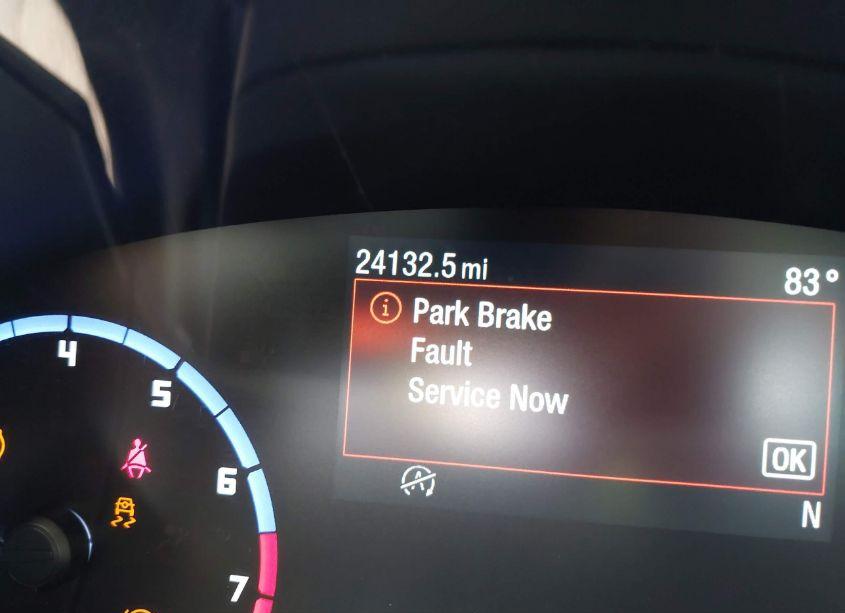 24132.5 mi
83°
Park Brake
Fault
Service Now
OK
N
4
5
6
7